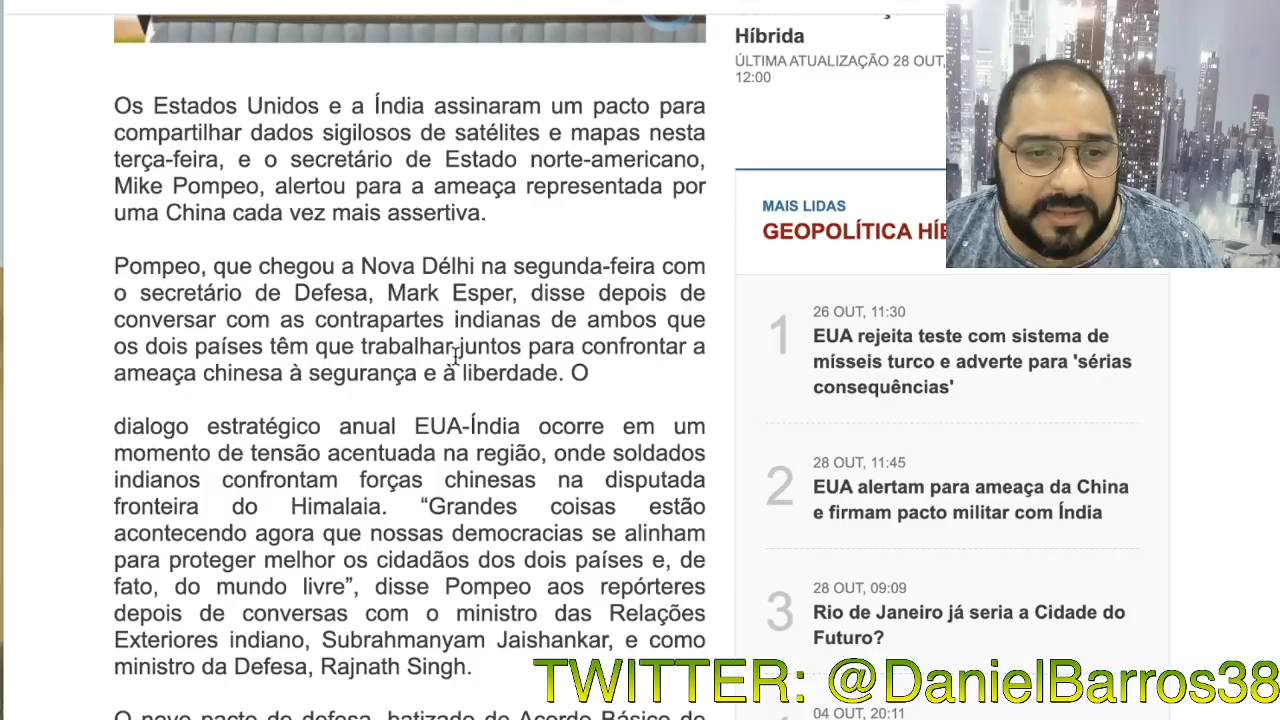 Os Estados Unidos e a Índia assinaram um pacto para
compartilhar dados sigilosos de satélites e mapas nesta
terça-feira, e o secretário de Estado norte-americano,
Mike Pompeo, alertou para a ameaça representada por
uma China cada vez mais assertiva.
Pompeo, que chegou a Nova Délhi na segunda-feira com
o secretário de Defesa, Mark Esper, disse depois de
conversar com as contrapartes indianas de ambos que
os dois países têm que trabalhar juntos para confrontar a
ameaça chinesa à segurança e à liberdade. O
dialogo estratégico anual EUA-Índia ocorre em um
momento de tensão acentuada na região, onde soldados
indianos confrontam forças chinesas na disputada
fronteira do Himalaia. “Grandes coisas estão
acontecendo agora que nossas democracias se alinham
para proteger melhor os cidadãos dos dois países e, de
fato, do mundo livre”, disse Pompeo aos repórteres
depois de conversas com o ministro das Relações
Exteriores indiano, Subrahmanyam Jaishankar, e como
ministro da Defesa, Rajnath Singh.
O novo pacto de defesa, batizado de Acordo Básico de
Híbrida
ÚLTIMA ATUALIZAÇÃO 28 OUT,
12:00
MAIS LIDAS
GEOPOLÍTICA
1
26 OUT, 11:30
EUA rejeita teste com sistema de
mísseis turco e adverte para 'sérias
consequências'
2
28 OUT, 11:45
EUA alertam para ameaça da China
e firmam pacto militar com Índia
3
28 OUT, 09:09
Rio de Janeiro já seria a Cidade do
Futuro?
04 OUT, 20:11
TWITTER: @DanielBarros38